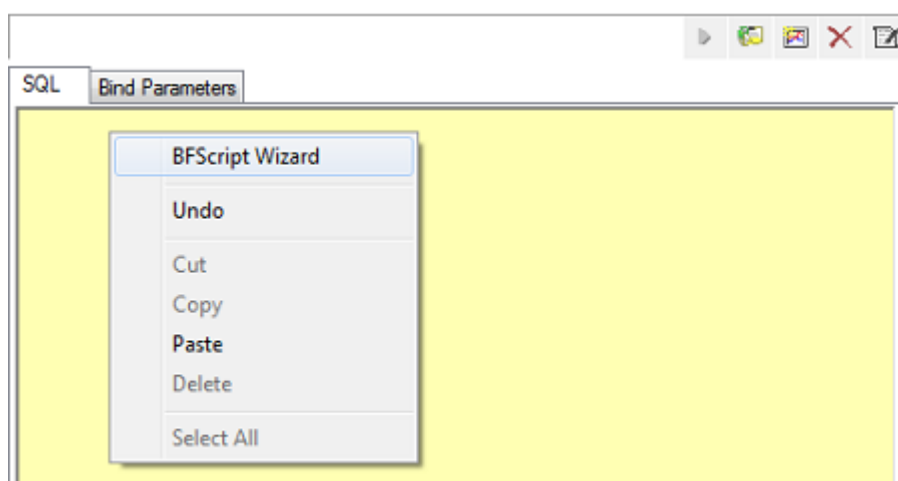 SQL
Bind Parameters
BFScript Wizard
Undo
Cut
Copy
Paste
Delete
Select All